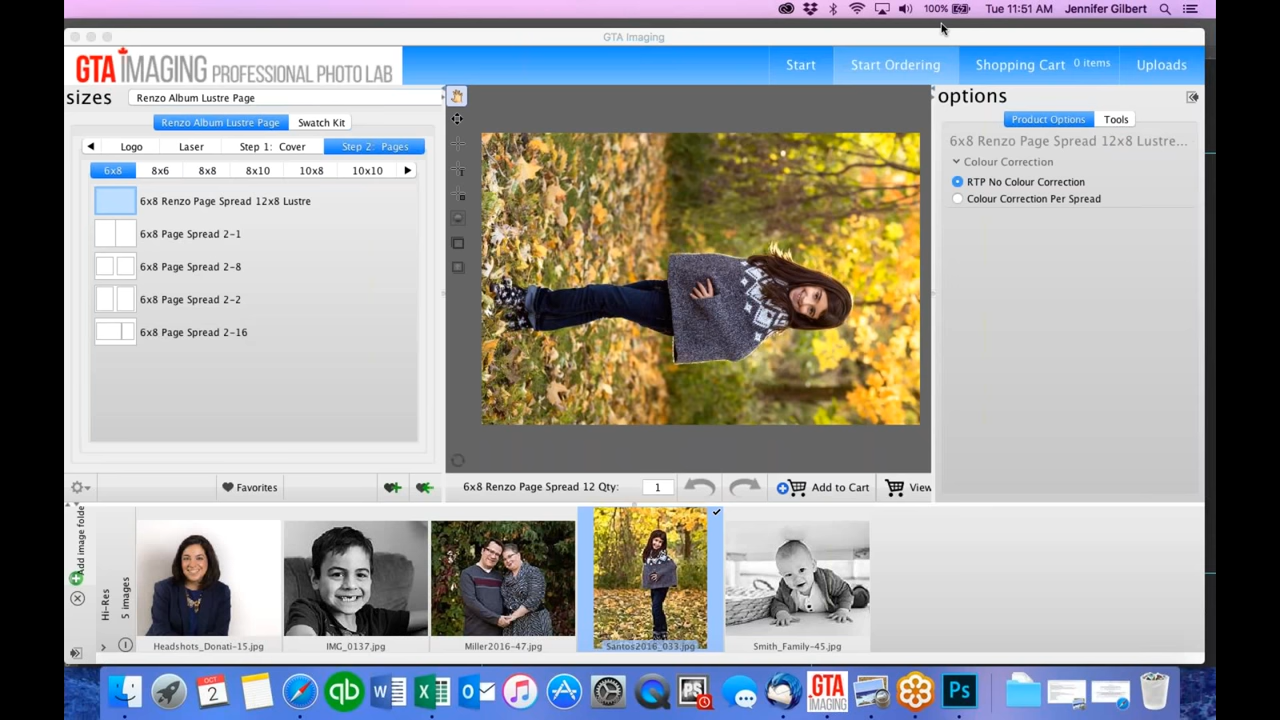 100% Tue 11:51 AM Jennifer Gilbert
GTA Imaging
GTA IMAGING PROFESSIONAL PHOTO LAB
Start
Start Ordering
Shopping Cart 0 items
Uploads
sizes
Renzo Album Lustre Page
Renzo Album Lustre Page
Swatch Kit
Logo
Laser
Step 1: Cover
Step 2: Pages
6x8
8x6
8x8
8x10
10x8
10x10
6x8 Renzo Page Spread 12x8 Lustre
6x8 Page Spread 2-1
6x8 Page Spread 2-8
6x8 Page Spread 2-2
6x8 Page Spread 2-16
Favorites
options
Product Options
Tools
6x8 Renzo Page Spread 12x8 Lustre...
Colour Correction
RTP No Colour Correction
Colour Correction Per Spread
6x8 Renzo Page Spread 12 Qty: 1
Add to Cart
View
Add image folde
Hi-Res
5 images
Headshots_Donati-15.jpg
IMG_0137.jpg
Miller2016-47.jpg
Santos2016_033.jpg
Smith_Family-45.jpg
OCT
2
qb
W
X
O
PS
GTA
IMAGING
Ps